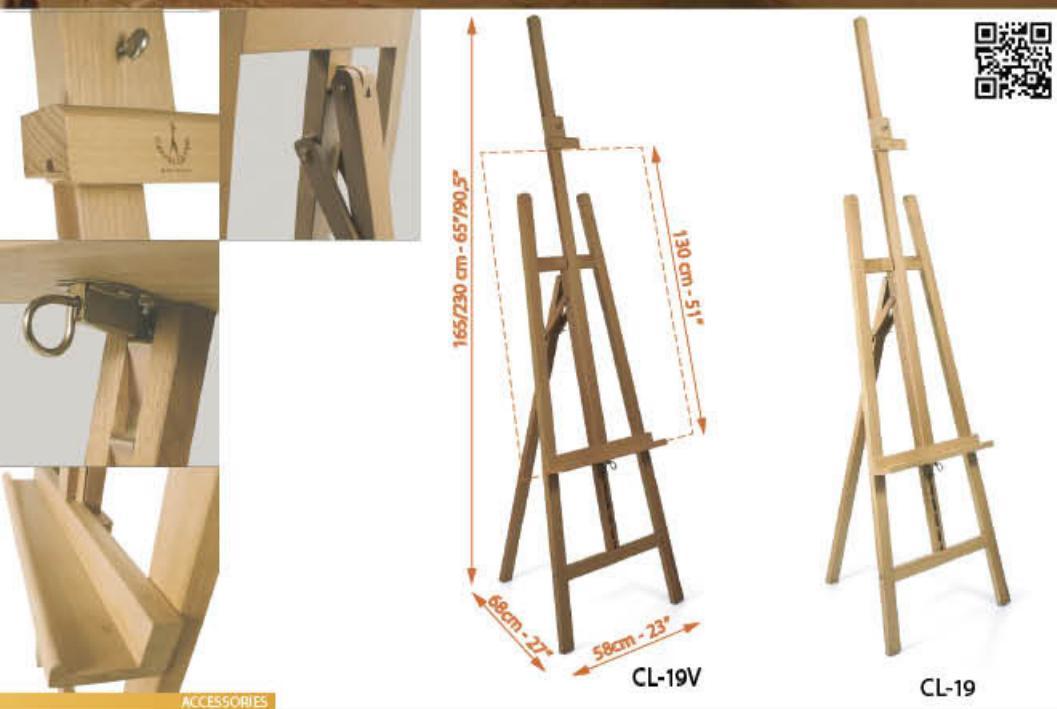 165/230 cm - 65"/90,5"
130 cm - 51"
68cm - 27"
58cm - 23"
CL-19V
CL-19
ACCESSORIES